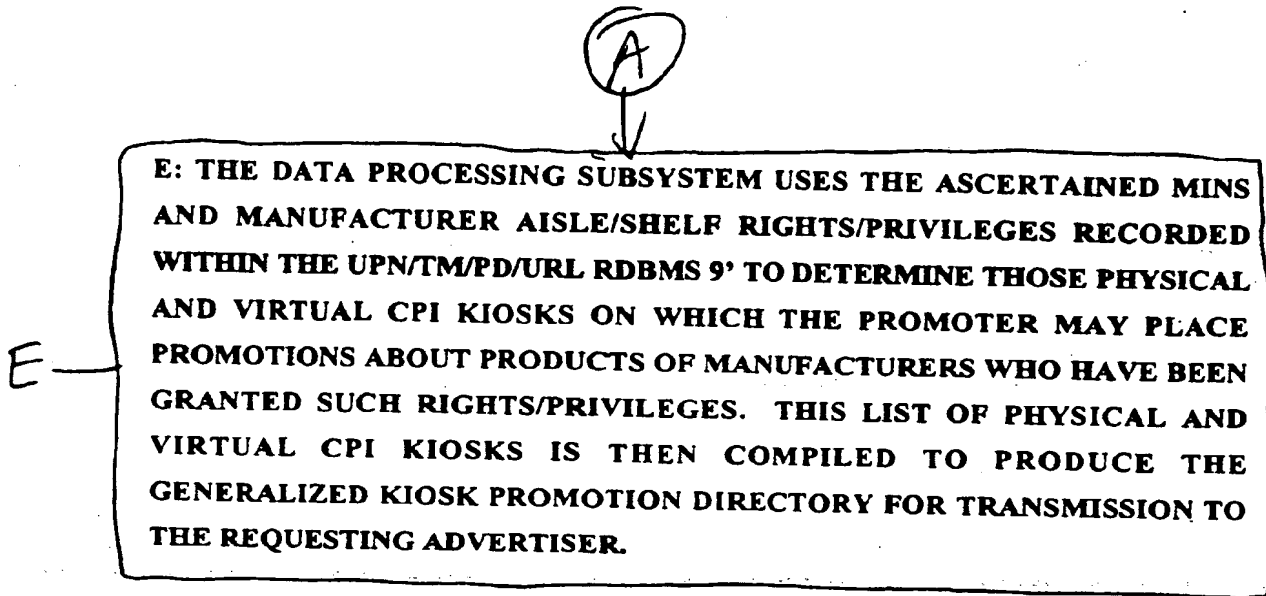 A
E: THE DATA PROCESSING SUBSYSTEM USES THE ASCERTAINED MINS
AND MANUFACTURER AISLE/SHELF RIGHTS/PRIVILEGES RECORDED
WITHIN THE UPN/TM/PD/URL RDBMS 9' TO DETERMINE THOSE PHYSICAL
AND VIRTUAL CPI KIOSKS ON WHICH THE PROMOTER MAY PLACE
PROMOTIONS ABOUT PRODUCTS OF MANUFACTURERS WHO HAVE BEEN
GRANTED SUCH RIGHTS/PRIVILEGES. THIS LIST OF PHYSICAL AND
VIRTUAL CPI KIOSKS IS THEN COMPILED TO PRODUCE THE
GENERALIZED KIOSK PROMOTION DIRECTORY FOR TRANSMISSION TO
THE REQUESTING ADVERTISER.
E